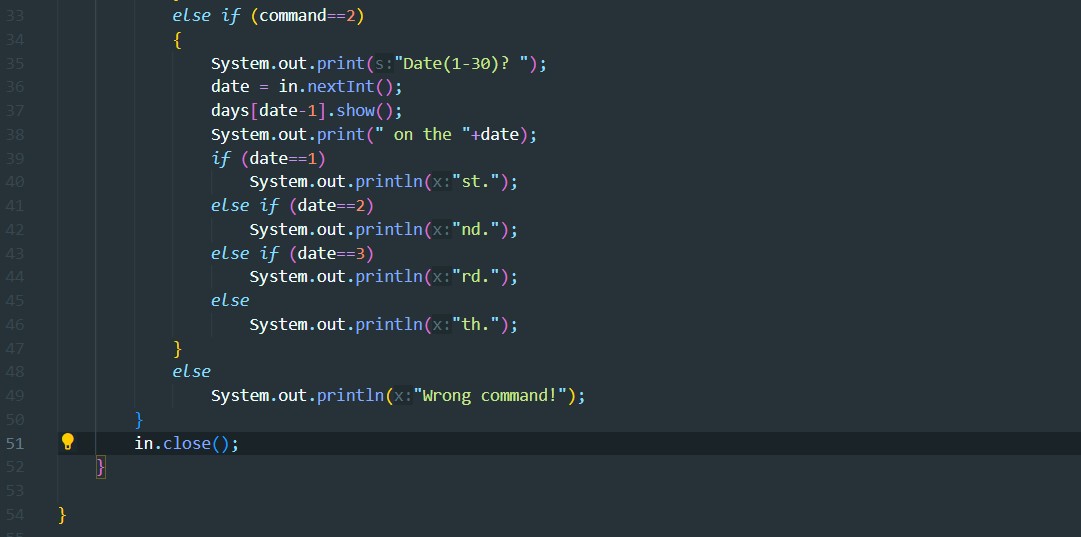 33 else if (command==2)
34 {
35 System.out.print(s:"Date(1-30)? ");
36 date = in.nextInt();
37 days[date-1].show();
38 System.out.print(" on the "+date);
39 if (date==1)
40 System.out.println(x:"st.");
41 else if (date==2)
42 System.out.println(x:"nd.");
43 else if (date==3)
44 System.out.println(x:"rd.");
45 else
46 System.out.println(x:"th.");
47 }
48 else
49 System.out.println(x:"Wrong command!");
50 }
51 in.close();
52 }
53
54 }